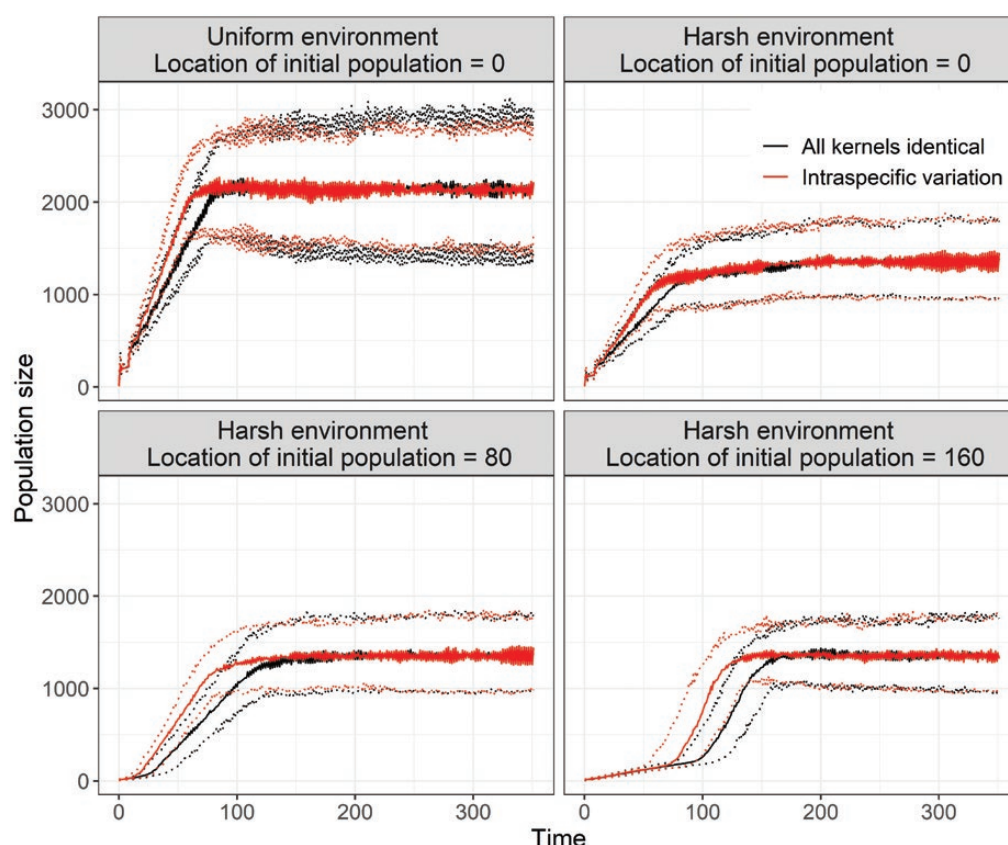 Uniform environment
Location of initial population = 0
Harsh environment
Location of initial population = 0
3000
2000
1000
0
All kernels identical
Intraspecific variation
Harsh environment
Location of initial population = 80
Harsh environment
Location of initial population = 160
3000
2000
1000
0
0
100
200
300
0
100
200
300
Population size
Time